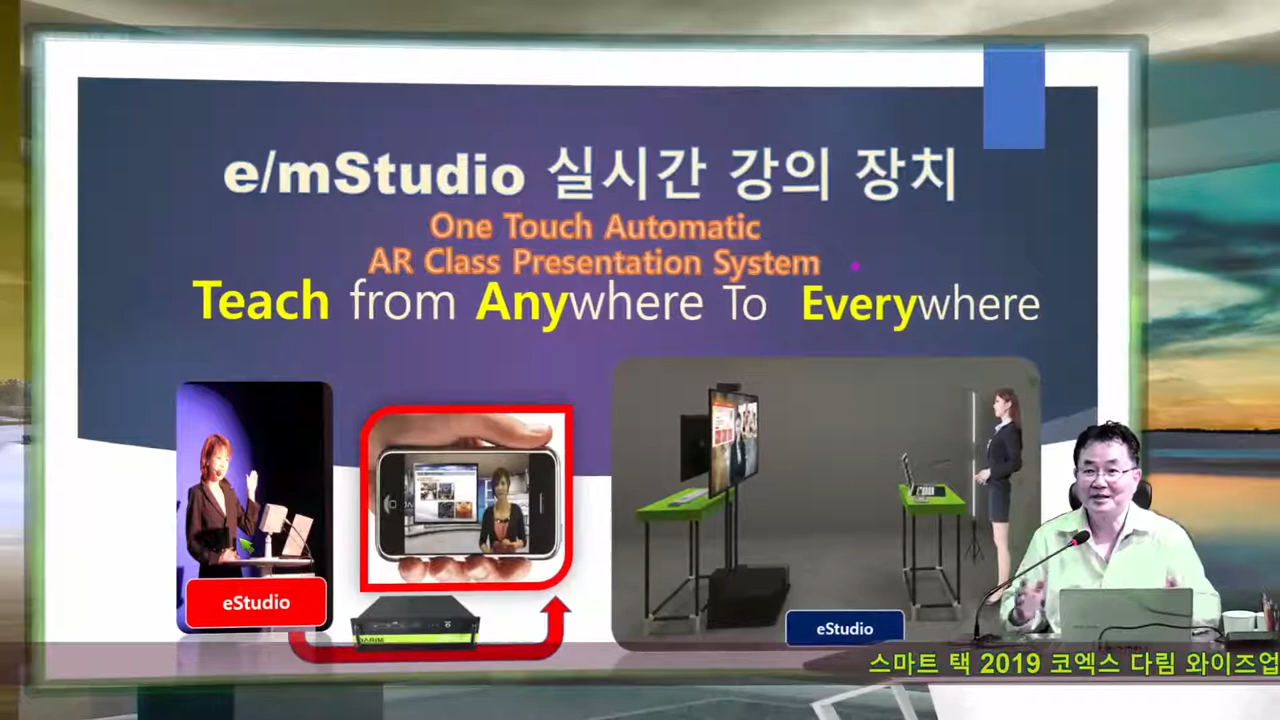 e/mStudio 실시간 강의 장치
One Touch Automatic
AR Class Presentation System
Teach from Anywhere To Everywhere
eStudio
DARIM
eStudio
스마트 택 2019 코엑스 다림 와이즈업